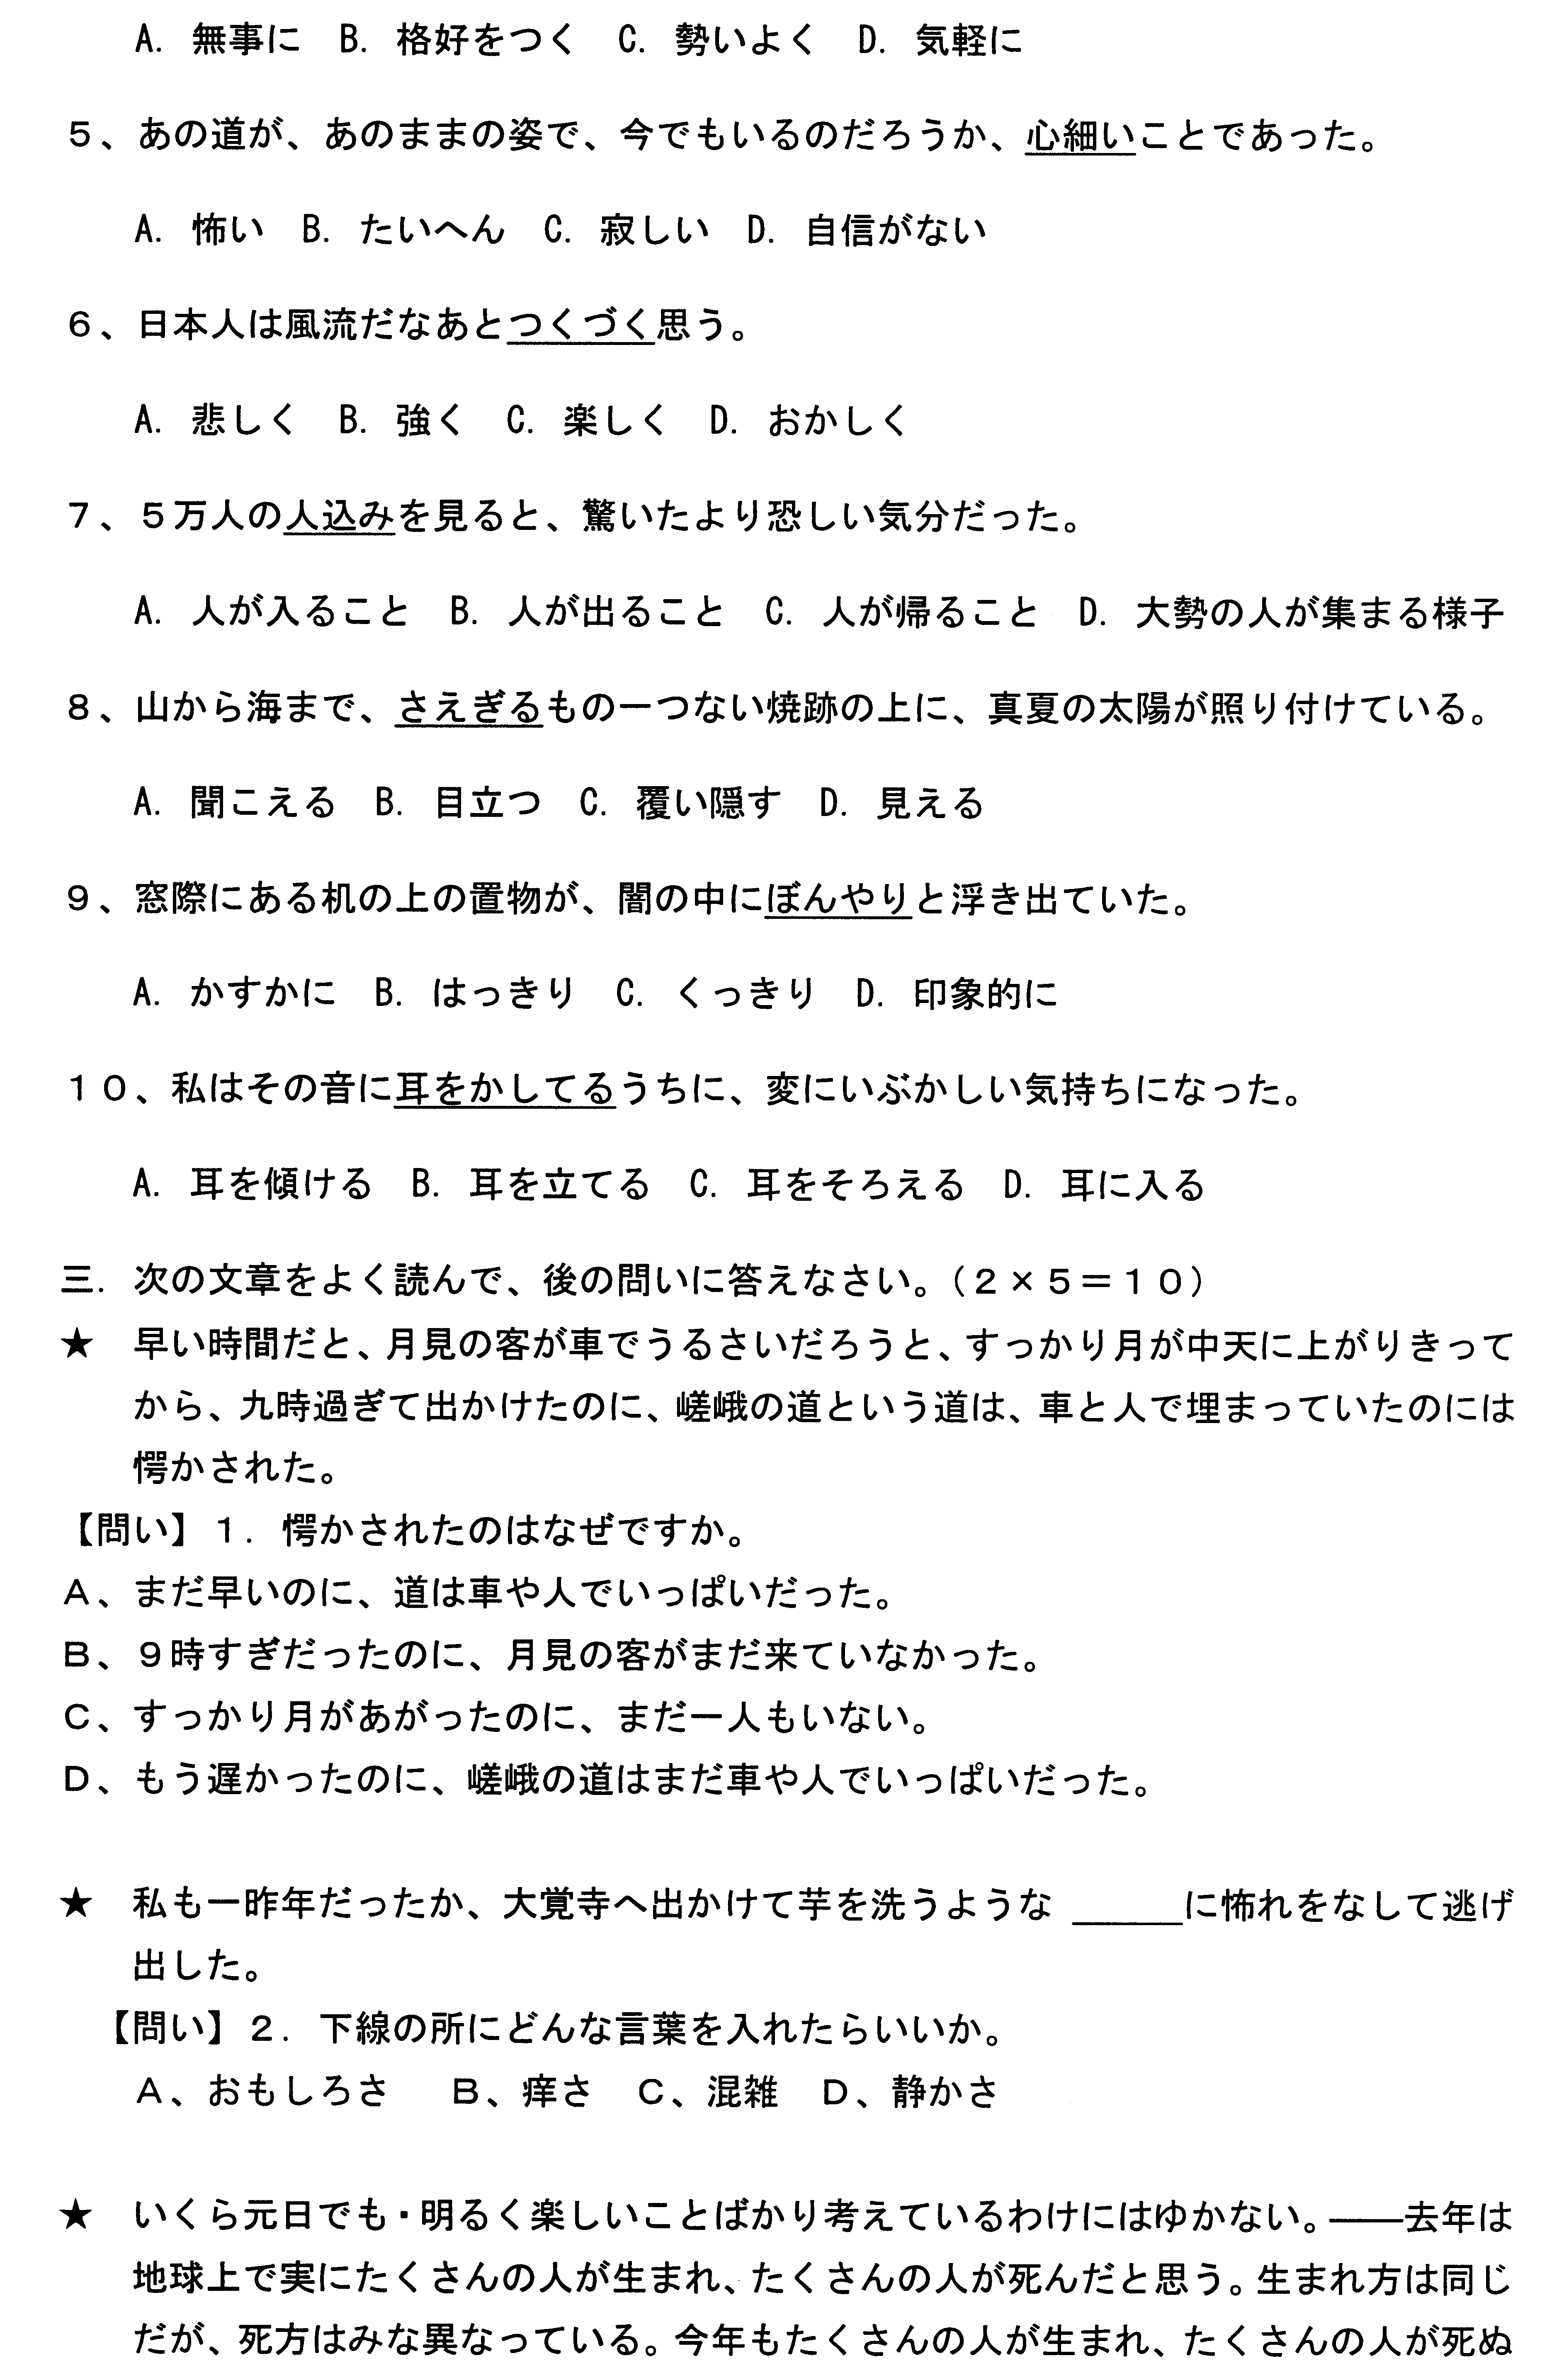 A. 無事に B. 格好をつく C. 勢いよく D. 気軽に
５、あの道が、あのままの姿で、今でもいるのだろうか、心細いことであった。
A. 怖い B. たいへん C. 寂しい D. 自信がない
６、日本人は風流だなあとつくづく思う。
A. 悲しく B. 強く C. 楽しく D. おかしく
７、５万人の人込みを見ると、驚いたより恐しい気分だった。
A. 人が入ること B. 人が出ること C. 人が帰ること D. 大勢の人が集まる様子
８、山から海まで、さえぎるもの一つない焼跡の上に、真夏の太陽が照り付けている。
A. 聞こえる B. 目立つ C. 覆い隠す D. 見える
９、窓際にある机の上の置物が、闇の中にぼんやりと浮き出ていた。
A. かすかに B. はっきり C. くっきり D. 印象的に
１０、私はその音に耳をかしてるうちに、変にいぶかしい気持ちになった。
A. 耳を傾ける B. 耳を立てる C. 耳をそろえる D. 耳に入る
三. 次の文章をよく読んで、後の問いに答えなさい。（２×５＝１０）
★ 早い時間だと、月見の客が車でうるさいだろうと、すっかり月が中天に上がりきって
から、九時過ぎて出かけたのに、嵯峨の道という道は、車と人で埋まっていたのには
愕かされた。
【問い】１. 愕かされたのはなぜですか。
Ａ、まだ早いのに、道は車や人でいっぱいだった。
Ｂ、９時すぎだったのに、月見の客がまだ来ていなかった。
Ｃ、すっかり月があがったのに、まだ一人もいない。
Ｄ、もう遅かったのに、嵯峨の道はまだ車や人でいっぱいだった。
★ 私も一昨年だったか、大覚寺へ出かけて芋を洗うような ＿＿＿に怖れをなして逃げ
出した。
【問い】２. 下線の所にどんな言葉を入れたらいいか。
Ａ、おもしろさ Ｂ、痒さ Ｃ、混雑 Ｄ、静かさ
★ いくら元日でも・明るく楽しいことばかり考えているわけにはゆかない。――去年は
地球上で実にたくさんの人が生まれ、たくさんの人が死んだと思う。生まれ方は同じ
だが、死方はみな異なっている。今年もたくさんの人が生まれ、たくさんの人が死ぬ